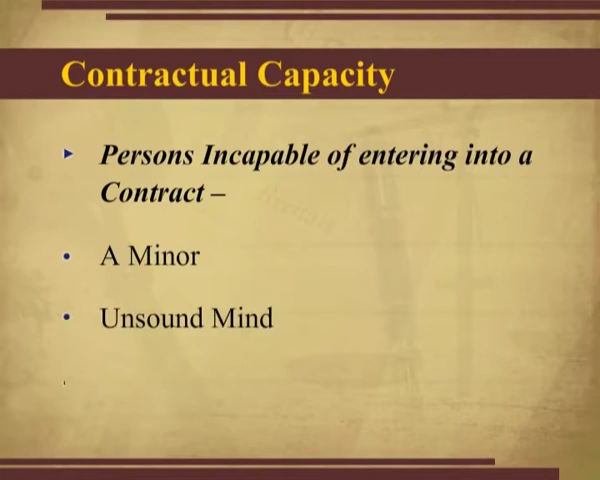 Contractual Capacity
Persons Incapable of entering into a
Contract –
A Minor
Unsound Mind